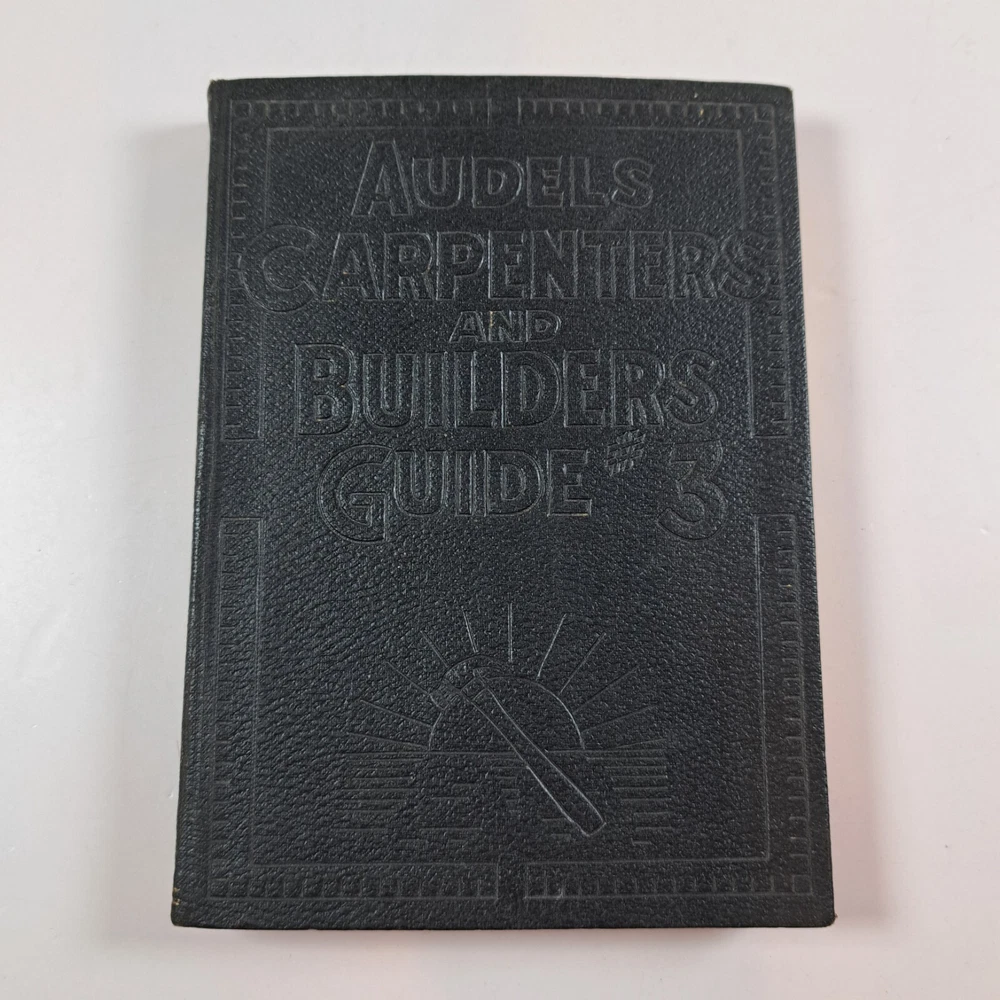 AUDELS
CARPENTERS
AND
BUILDERS
GUIDE #3